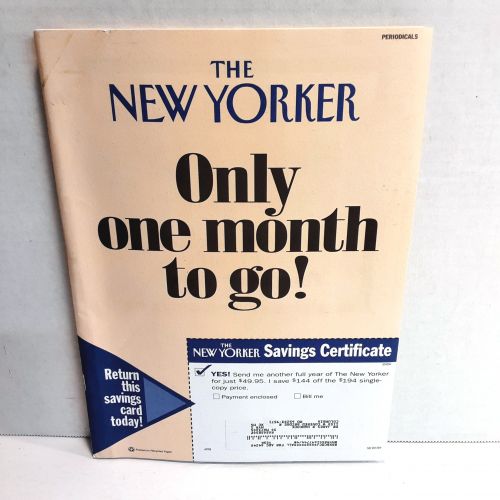 PERIODICALS
THE
NEW YORKER
Only
one month
to go!
THE
NEW YORKER Savings Certificate
YES! Send me another full year of The New Yorker
for just $49.95. I save $144 off the $194 single-
copy price.
Payment enclosed Bill me
Return
this
savings
card
today!